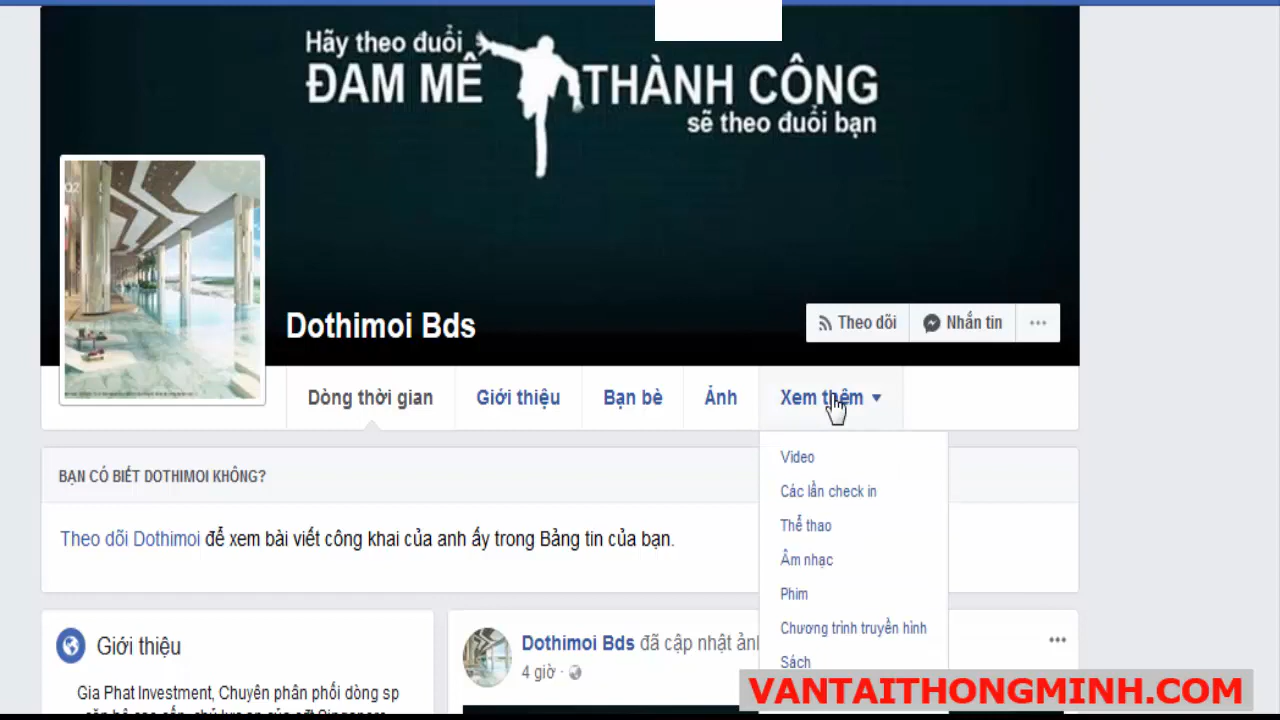 Hãy theo đuổi
ĐAM MÊ THÀNH CÔNG
sẽ theo đuổi bạn
Dothimoi Bds
Theo dõi Nhắn tin
Dòng thời gian Giới thiệu Bạn bè Ảnh Xem thêm
Video
Các lần check in
Thể thao
Âm nhạc
Phim
Chương trình truyền hình
Sách
BẠN CÓ BIẾT DOTHIMOI KHÔNG?
Theo dõi Dothimoi để xem bài viết công khai của anh ấy trong Bảng tin của bạn.
Giới thiệu
Gia Phat Investment, Chuyên phân phối dòng sp
Dothimoi Bds đã cập nhật ản
4 giờ
VANTAITHONGMINH.COM